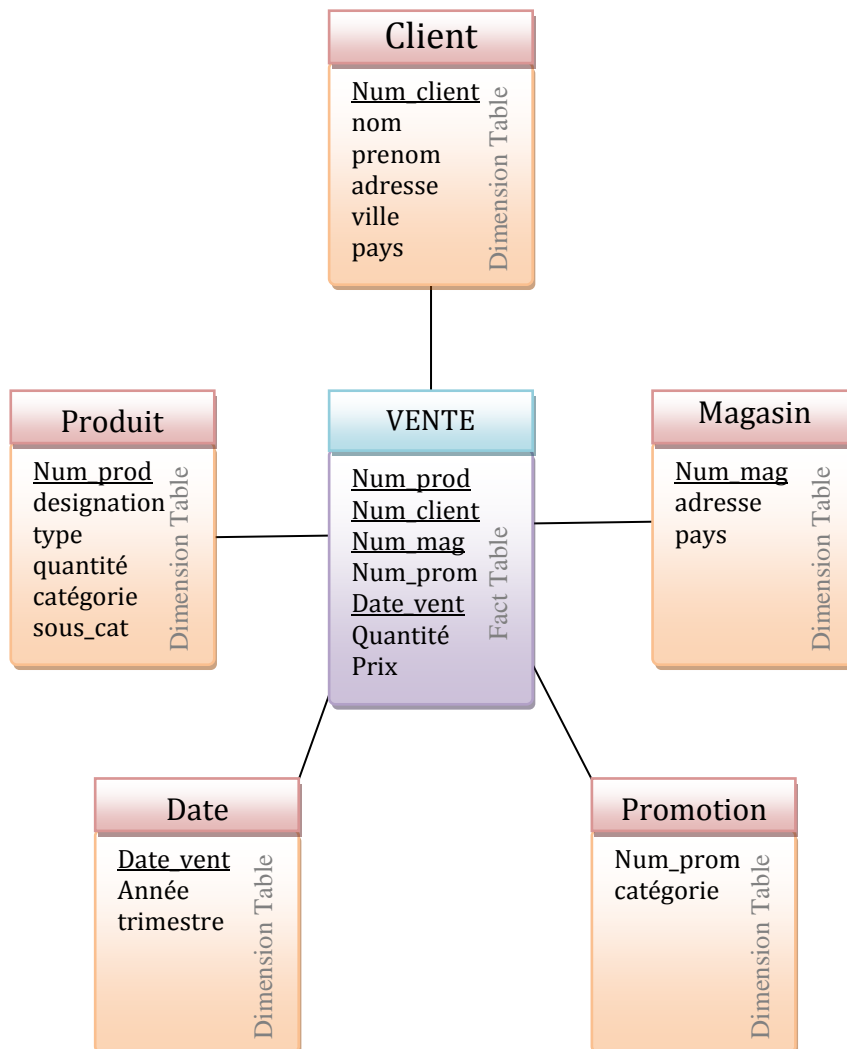 Client
Num_client
nom
prenom
adresse
ville
pays
Dimension Table
Produit
Num_prod
designation
type
quantité
catégorie
sous_cat
Dimension Table
VENTE
Num_prod
Num_client
Num_mag
Num_prom
Date_vent
Quantité
Prix
Fact Table
Magasin
Num_mag
adresse
pays
Dimension Table
Date
Date_vent
Année
trimestre
Dimension Table
Promotion
Num_prom
catégorie
Dimension Table